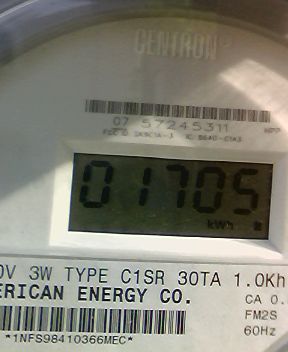 CENTRON®
07 57245311
01705
kWh
0V 3W TYPE C1SR 30TA 1.0Kh
ERICAN ENERGY CO.
CA 0.
FM2S
60Hz
*1NFS98410366MEC*